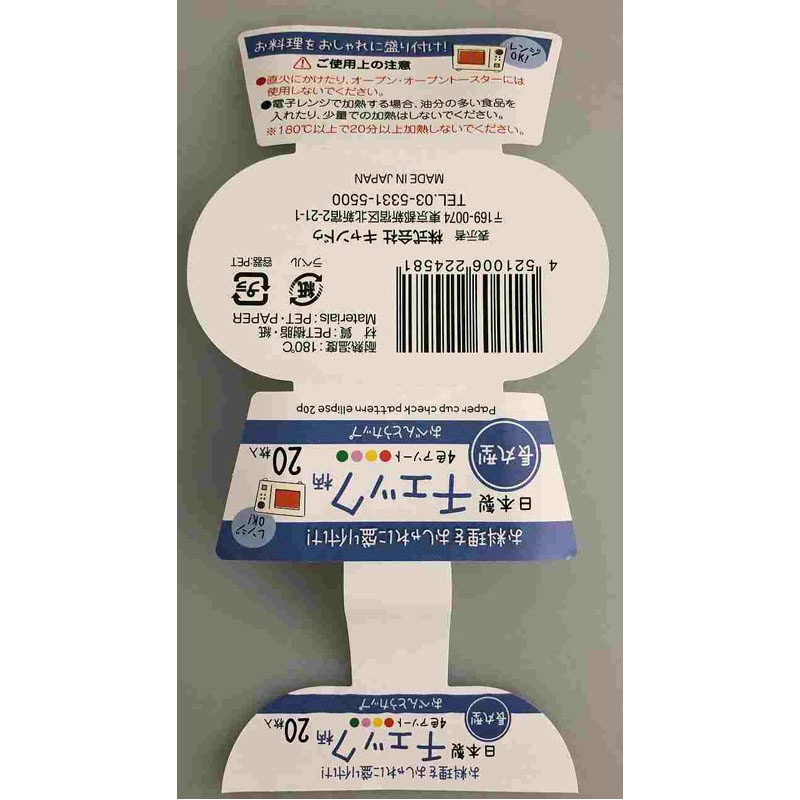 お料理をおしゃれに盛り付け!
レンジ
OK!
ご使用上の注意
●直火にかけたり、オーブン・オーブントースターには
使用しないでください。
●電子レンジで加熱する場合、油分の多い食品を
入れたり、少量での加熱はしないでください。
※180℃以上で20分以上加熱しないでください。
耐熱温度:180℃
材 質:PET樹脂・紙
Materials:PET・PAPER
紙
ラベル
プラ
容器:PET
4 521006 224581
表示者 株式会社 キャンドゥ
〒169-0074 東京都新宿区北新宿2-21-1
TEL.03-5331-5500
MADE IN JAPAN
お料理をおしゃれに盛り付け!
レンジ
OK!
日本製
チェック柄
長丸型
4色アソート
20枚入
おべんとうカップ
Paper cup check pattern ellipse 20p
お料理をおしゃれに盛り付け!
日本製
チェック柄
長丸型
4色アソート
20枚入
おべんとうカップ